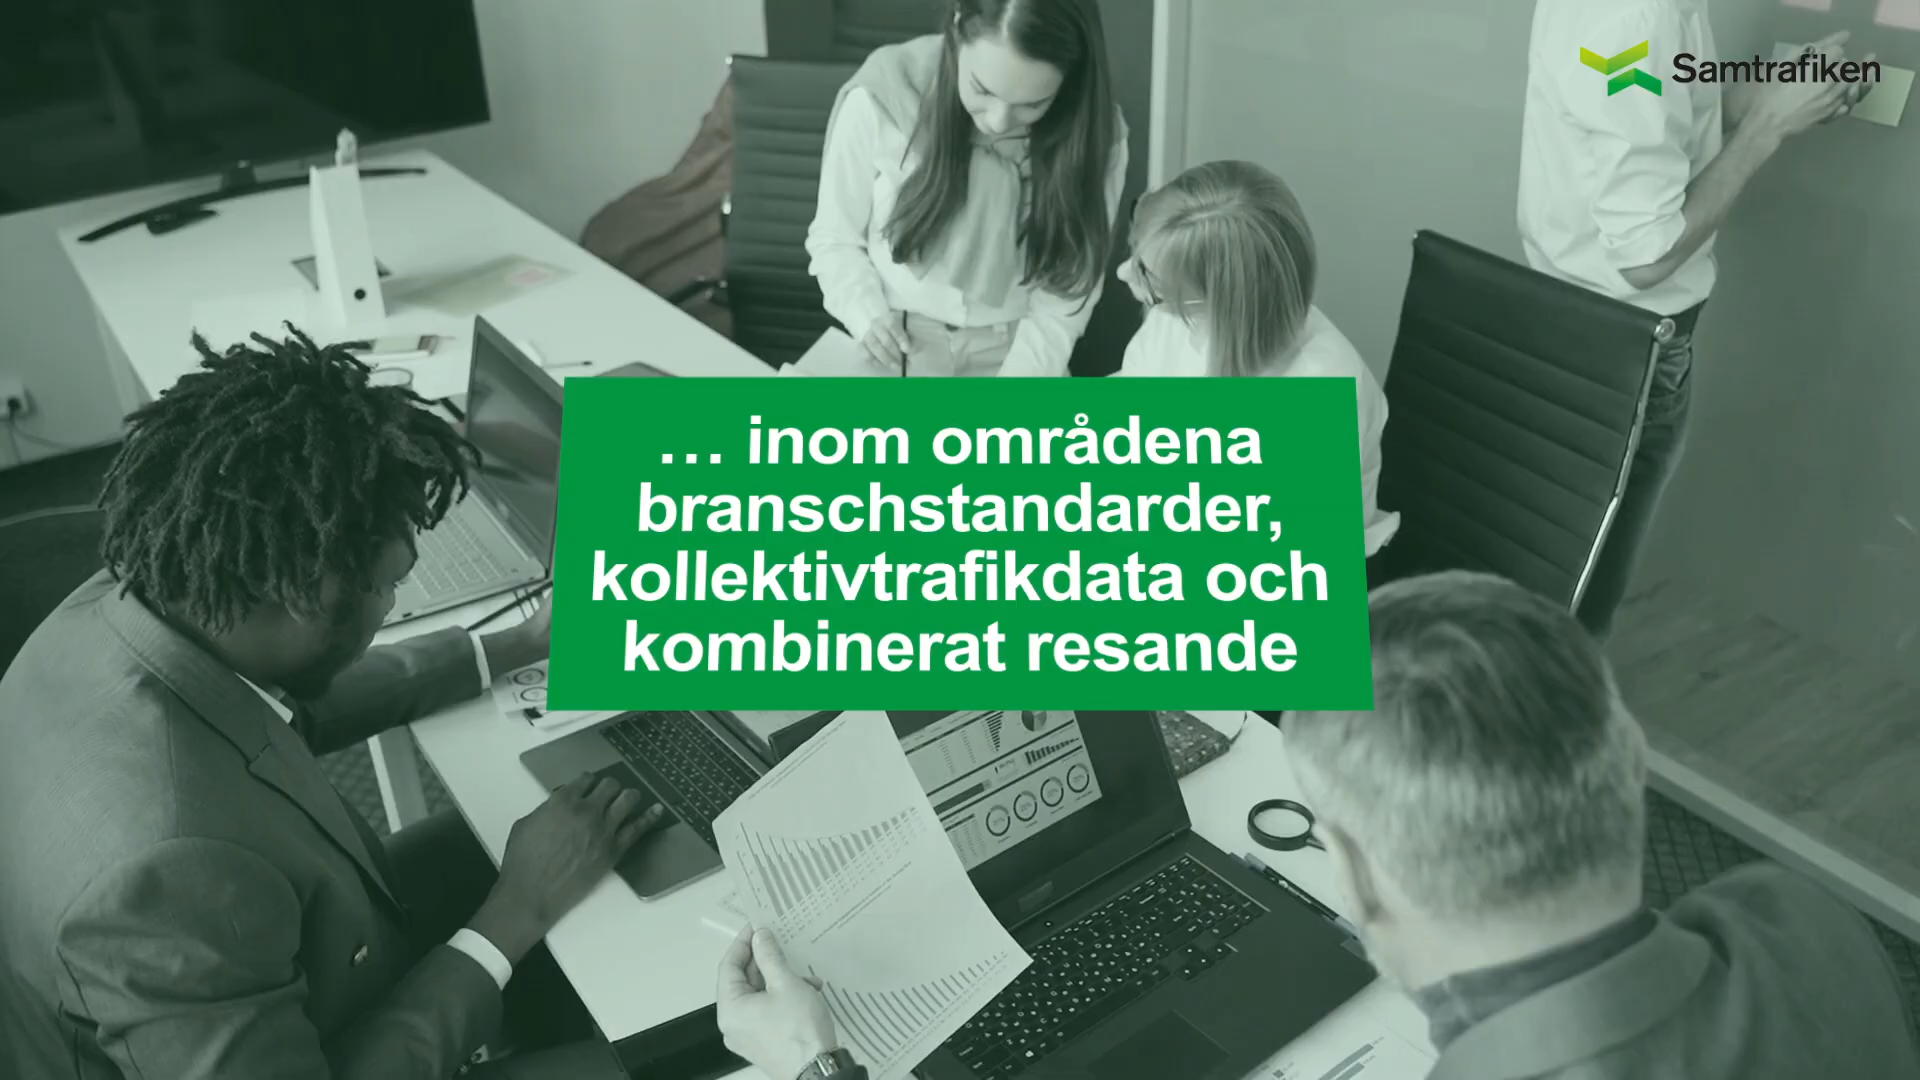 Samtrafiken
… inom områdena
branschstandarder,
kollektivtrafikdata och
kombinerat resande